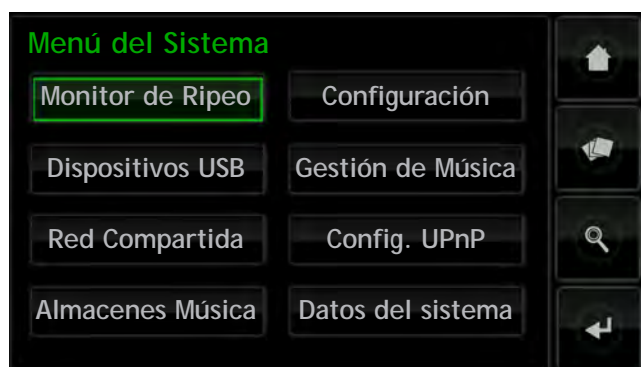 Menú del Sistema
Monitor de Ripeo
Configuración
Dispositivos USB
Gestión de Música
Red Compartida
Config. UPnP
Almacenes Música
Datos del sistema